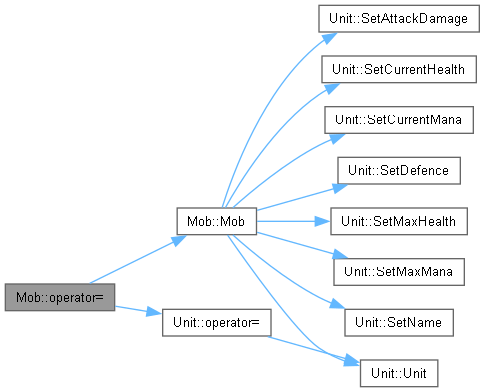 Unit::SetAttackDamage
Unit::SetCurrentHealth
Unit::SetCurrentMana
Unit::SetDefence
Mob::Mob
Unit::SetMaxHealth
Unit::SetMaxMana
Mob::operator=
Unit::operator=
Unit::SetName
Unit::Unit